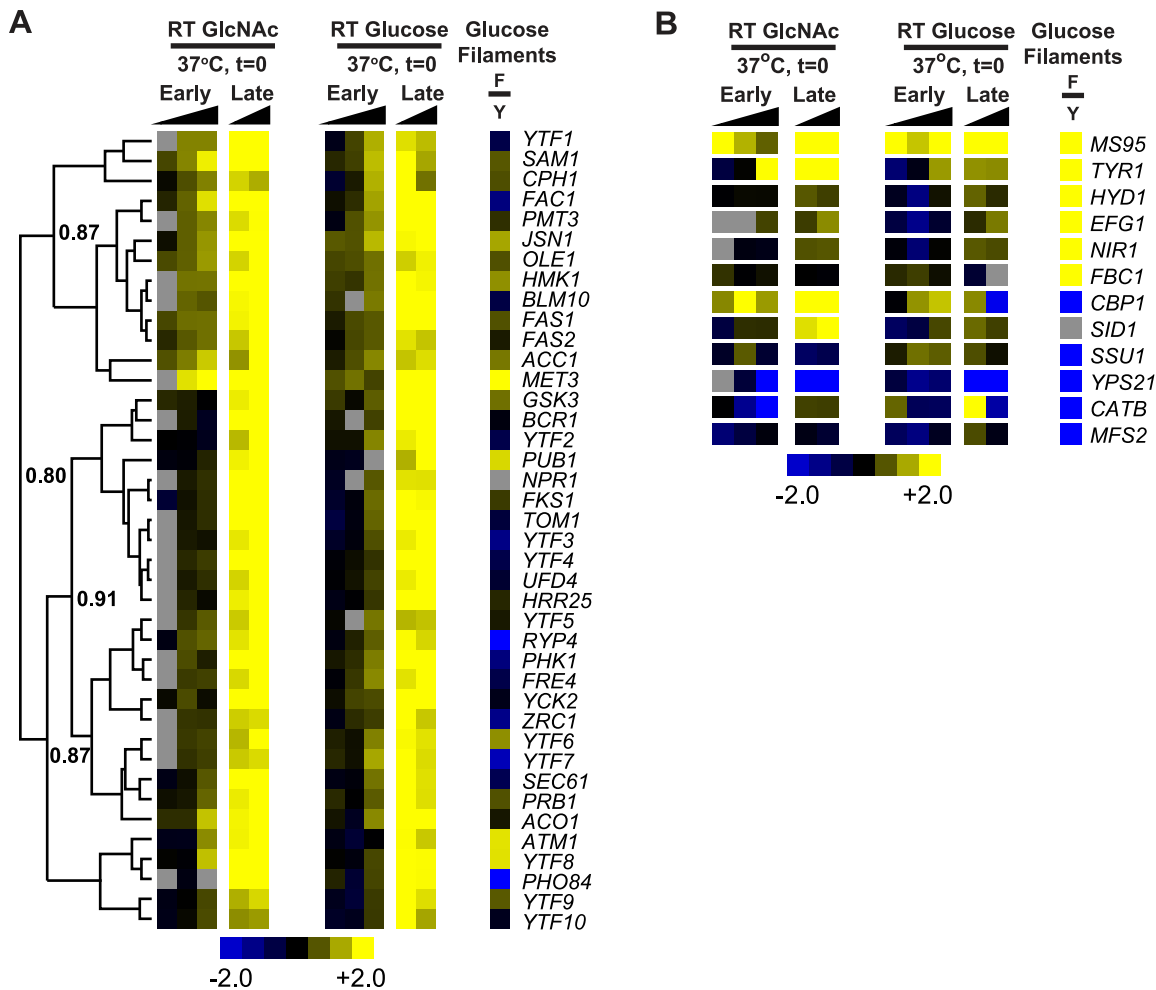 A
RT GlcNAc
37°C, t=0
Early Late
RT Glucose
37°C, t=0
Early Late
Glucose
Filaments
F
Y
YTF1
SAM1
CPH1
FAC1
PMT3
JSN1
OLE1
HMK1
BLM10
FAS1
FAS2
ACC1
MET3
GSK3
BCR1
YTF2
PUB1
NPR1
FKS1
TOM1
YTF3
YTF4
UFD4
HRR25
YTF5
RYP4
PHK1
FRE4
YCK2
ZRC1
YTF6
YTF7
SEC61
PRB1
ACO1
ATM1
YTF8
PHO84
YTF9
YTF10
0.87
0.80
0.91
0.87
-2.0 +2.0
B
RT GlcNAc
37°C, t=0
Early Late
RT Glucose
37°C, t=0
Early Late
Glucose
Filaments
F
Y
MS95
TYR1
HYD1
EFG1
NIR1
FBC1
CBP1
SID1
SSU1
YPS21
CATB
MFS2
-2.0 +2.0